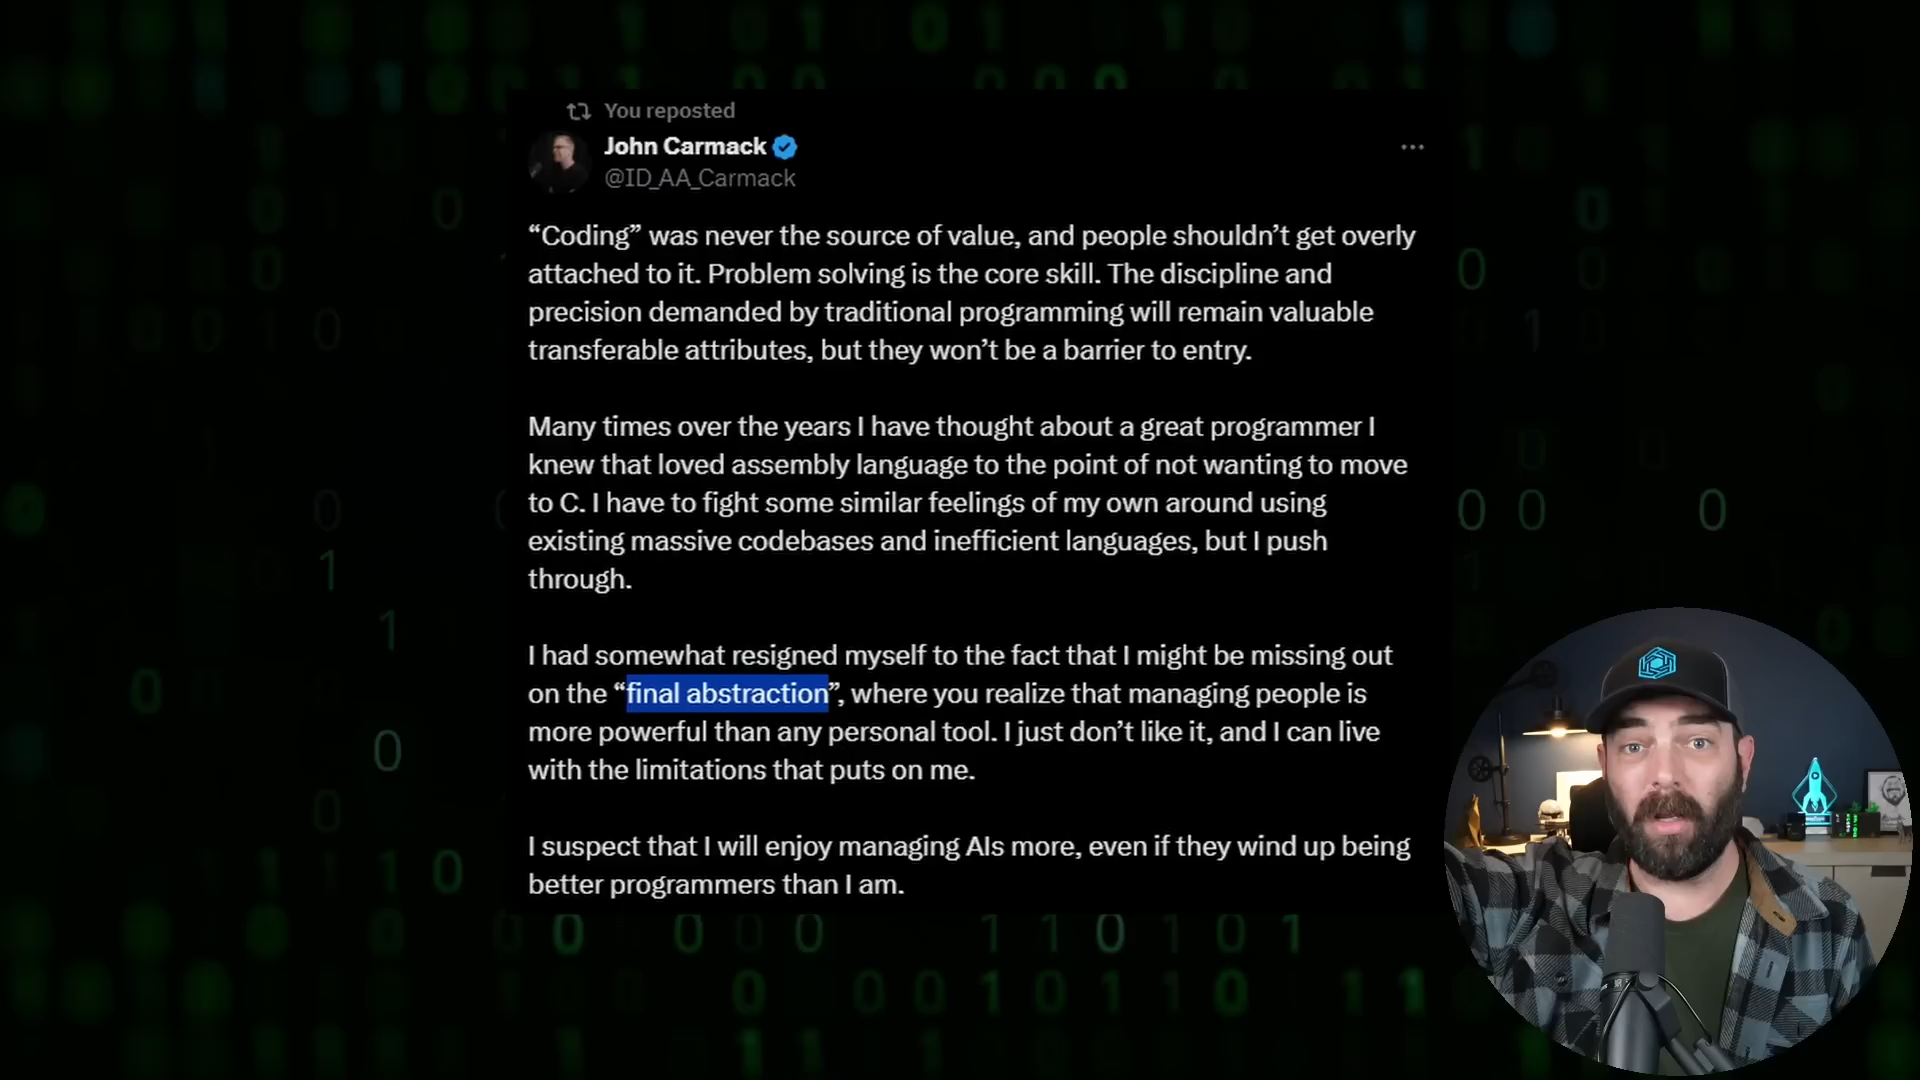 You reposted
John Carmack
@ID_AA_Carmack
“Coding” was never the source of value, and people shouldn’t get overly
attached to it. Problem solving is the core skill. The discipline and
precision demanded by traditional programming will remain valuable
transferable attributes, but they won’t be a barrier to entry.
Many times over the years I have thought about a great programmer I
knew that loved assembly language to the point of not wanting to move
to C. I have to fight some similar feelings of my own around using
existing massive codebases and inefficient languages, but I push
through.
I had somewhat resigned myself to the fact that I might be missing out
on the “final abstraction”, where you realize that managing people is
more powerful than any personal tool. I just don’t like it, and I can live
with the limitations that puts on me.
I suspect that I will enjoy managing AIs more, even if they wind up being
better programmers than I am.